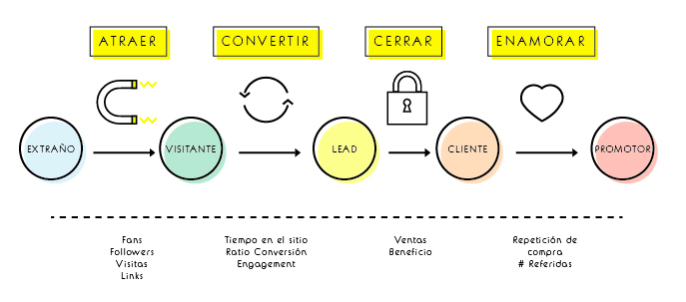 ATRAER
CONVERTIR
CERRAR
ENAMORAR
EXTRAÑO
VISITANTE
LEAD
CLIENTE
PROMOTOR
Fans
Followers
Visitas
Links
Tiempo en el sitio
Ratio Conversión
Engagement
Ventas
Beneficio
Repetición de
compra
# Referidas